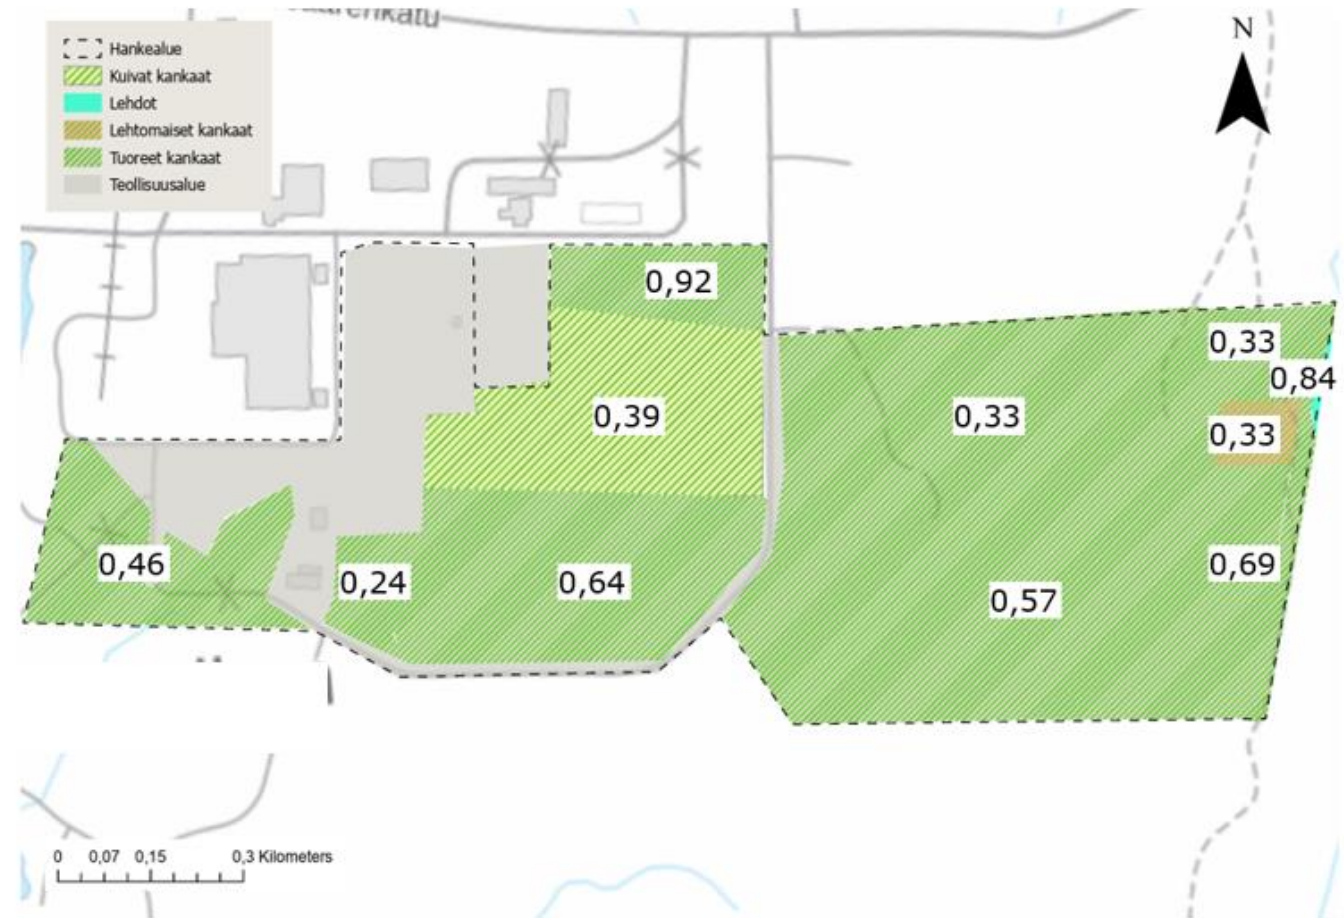 Hankealue
Kuivat kankaat
Lehdot
Lehtomaiset kankaat
Tuoreet kankaat
Teollisuusalue
N
0,92
0,33
0,84
0,39
0,33
0,33
0,46
0,24
0,64
0,57
0,69
0 0,07 0,15 0,3 Kilometers